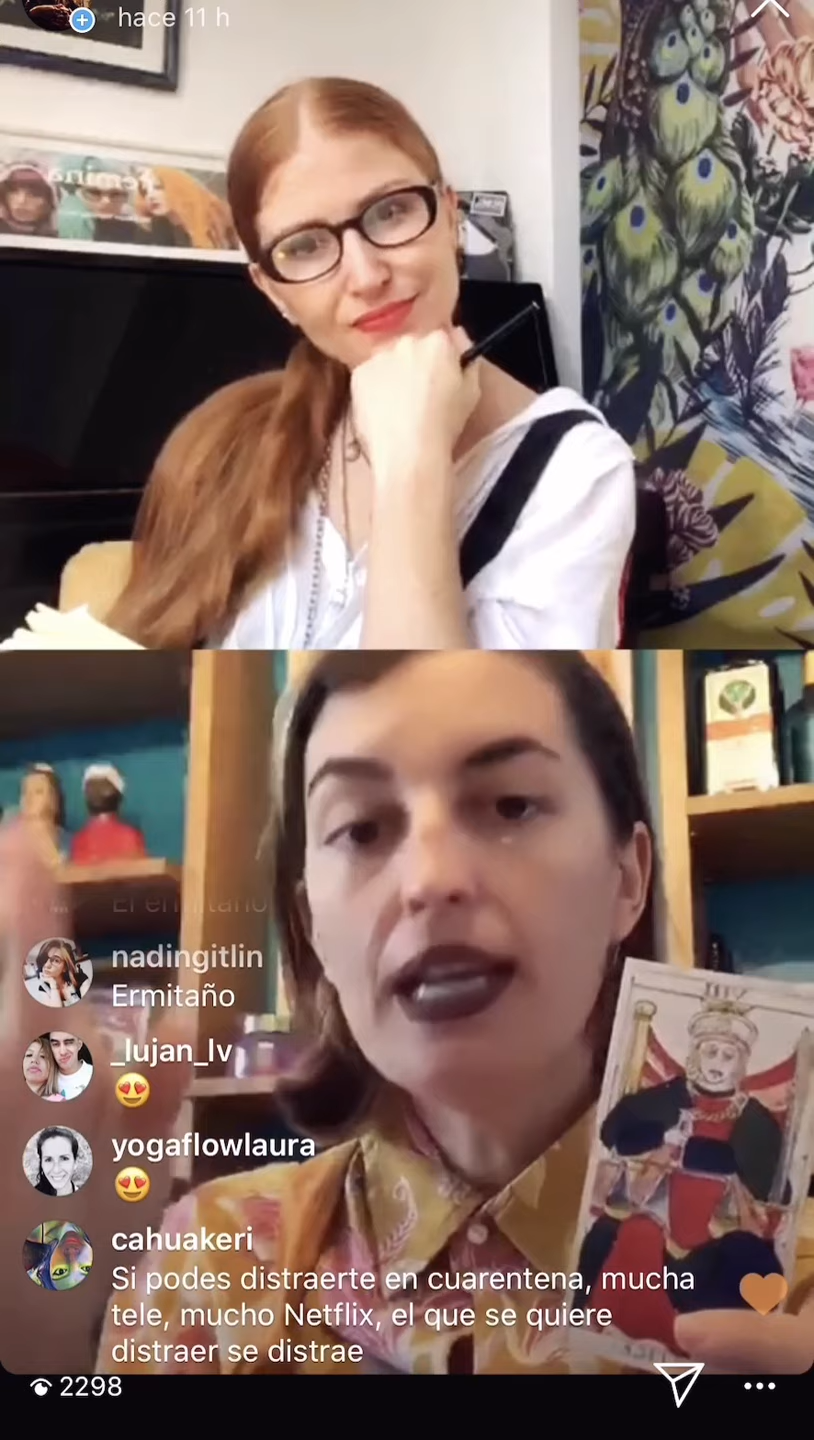 hace 11 h
El ermitaño
nadingitlin
Ermitaño
_lujan_lv
😍
yogaflowlaura
😍
cahuakeri
Si podes distraerte en cuarentena, mucha
tele, mucho Netflix, el que se quiere
distraer se distrae
2298